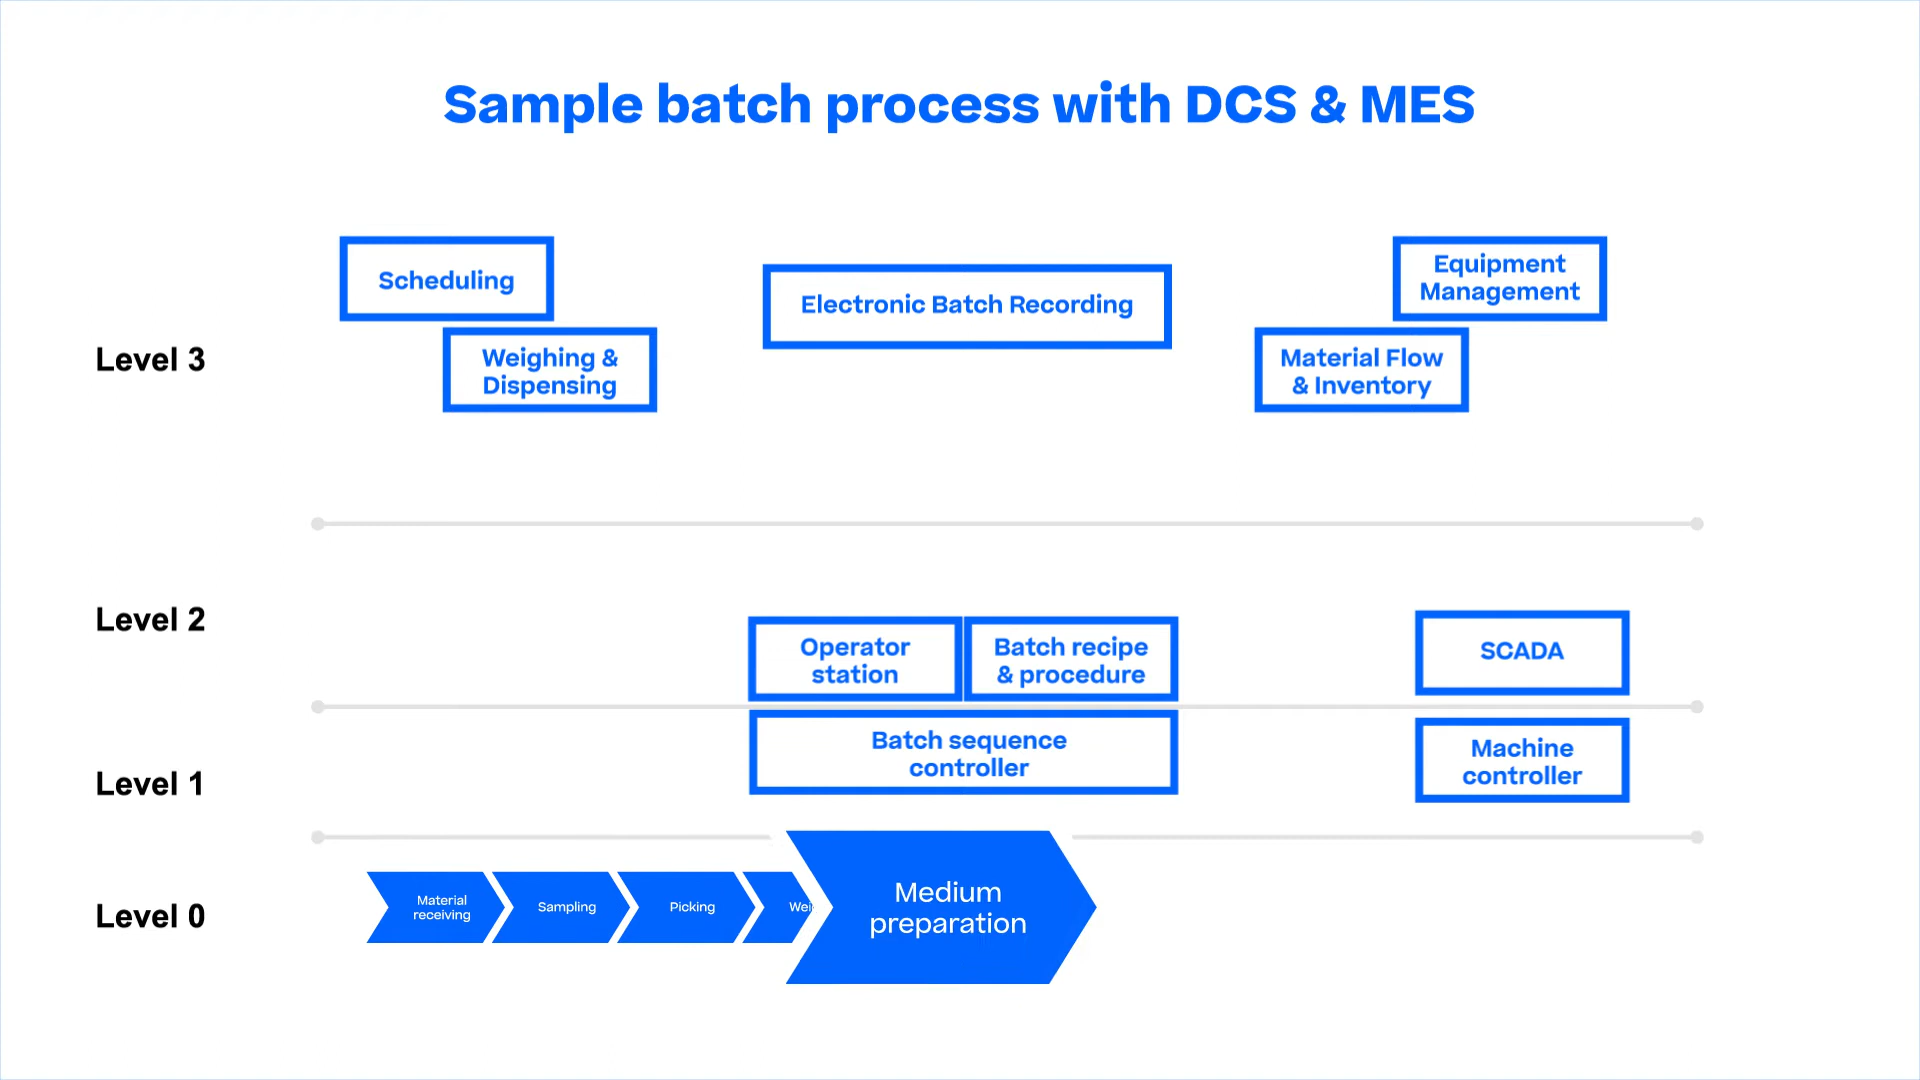 Sample batch process with DCS & MES
Scheduling
Equipment
Management
Electronic Batch Recording
Level 3
Weighing &
Dispensing
Material Flow
& Inventory
Level 2
Operator
station
Batch recipe
& procedure
SCADA
Level 1
Batch sequence
controller
Machine
controller
Level 0
Material
receiving
Sampling
Picking
Medium
preparation